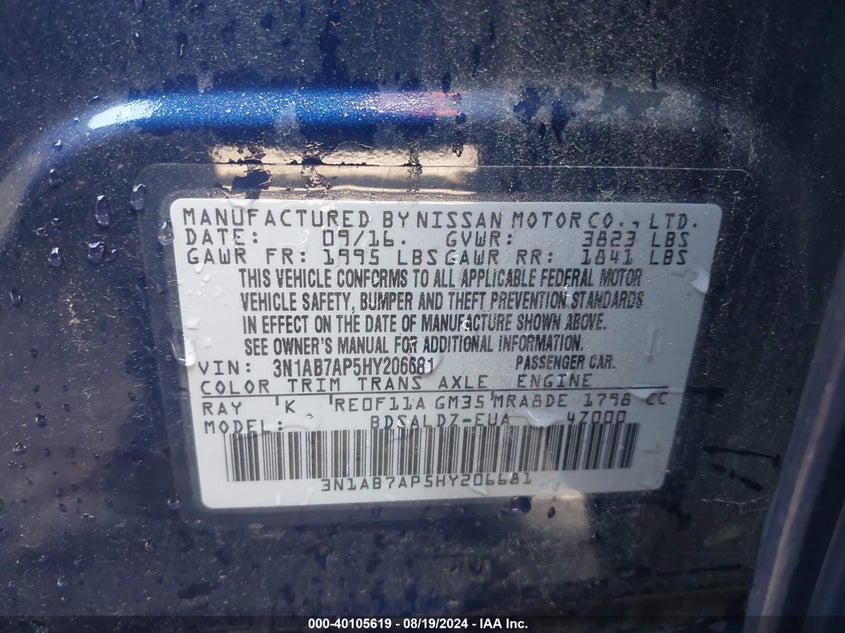 MANUFACTURED BY NISSAN MOTOR CO., LTD.
DATE: 09/16. GVWR: 3823 LBS
GAWR FR: 1995 LBS GAWR RR: 1841 LBS
THIS VEHICLE CONFORMS TO ALL APPLICABLE FEDERAL MOTOR
VEHICLE SAFETY, BUMPER AND THEFT PREVENTION STANDARDS
IN EFFECT ON THE DATE OF MANUFACTURE SHOWN ABOVE.
SEE OWNER'S MANUAL FOR ADDITIONAL INFORMATION.
VIN: 3N1AB7AP5HY206681 PASSENGER CAR.
COLOR TRIM TRANS AXLE ENGINE
RAY K RE0F11A GM35 MRA8DE 1798 CC
MODEL: BDSALDZ-EUA 47000
3N1AB7AP5HY206681
000-40105619 - 08/19/2024 - IAA Inc.